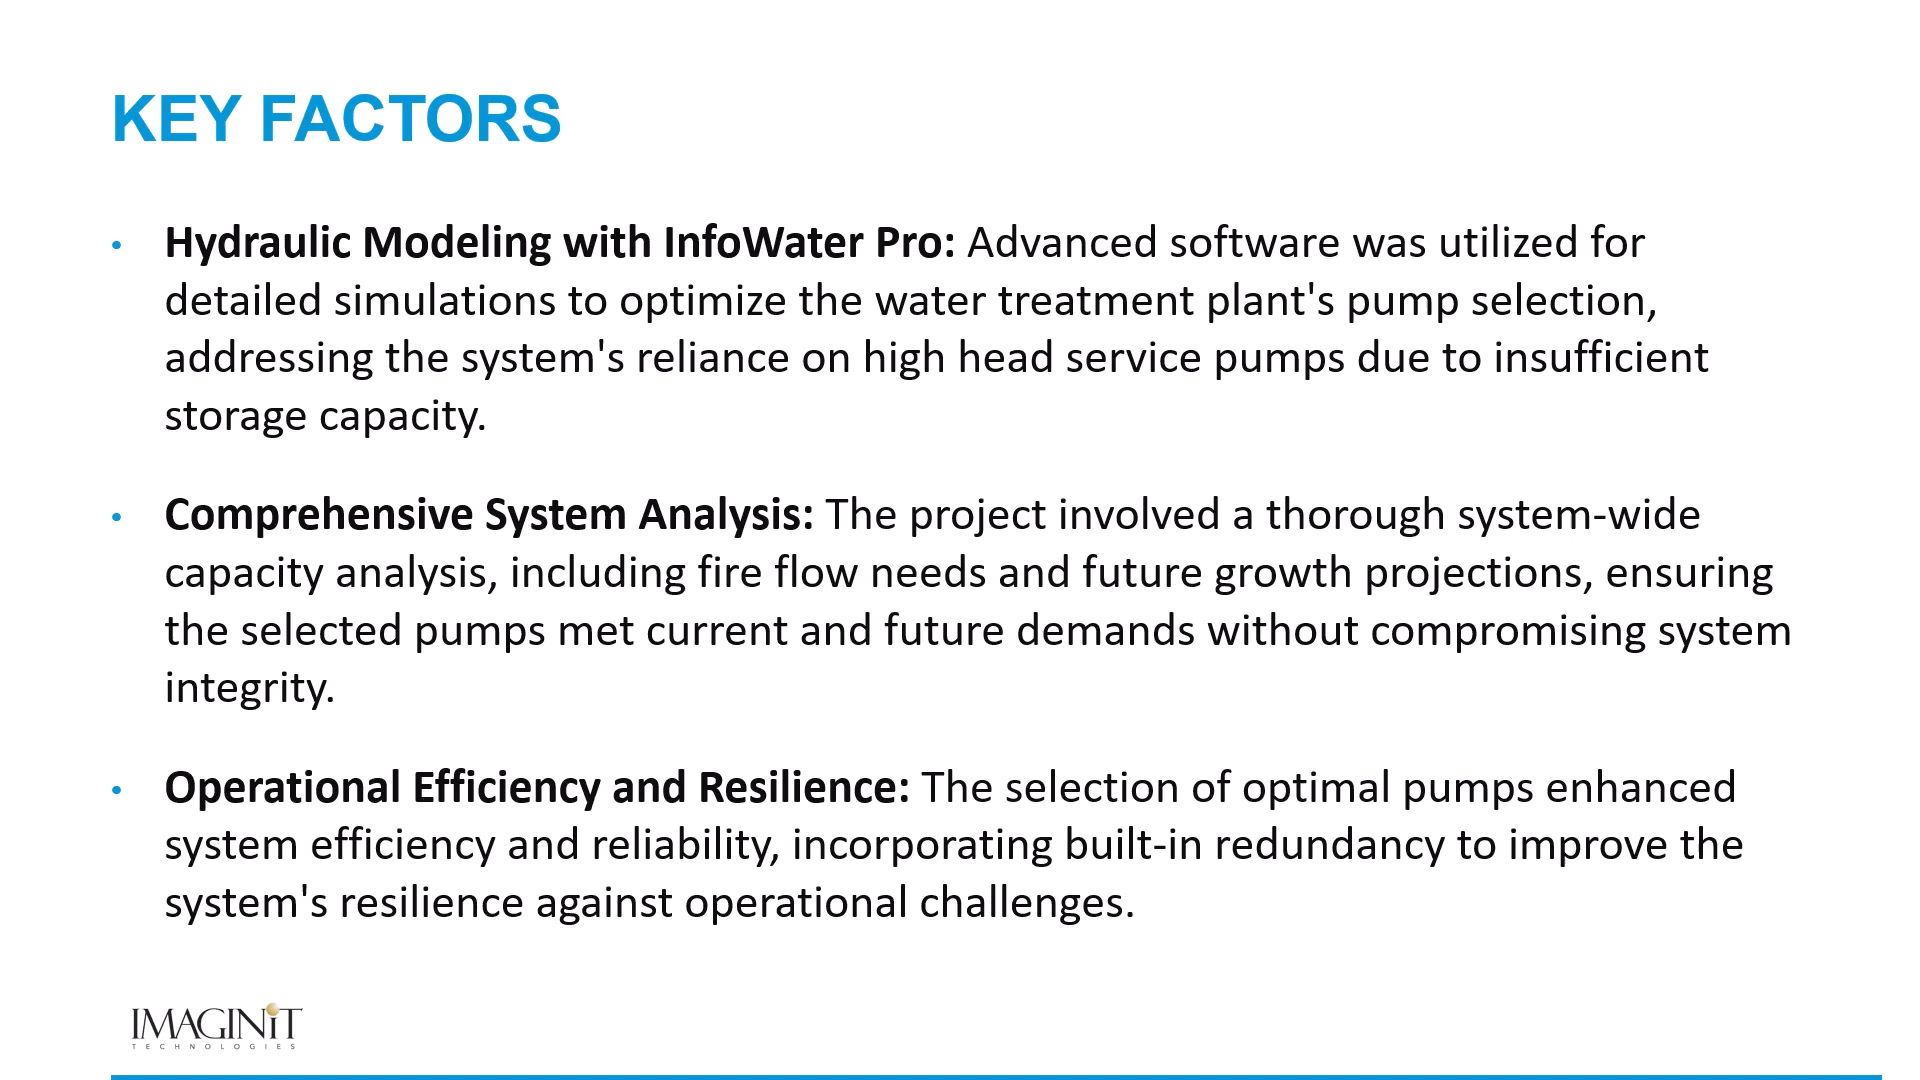 KEY FACTORS
• Hydraulic Modeling with InfoWater Pro: Advanced software was utilized for
detailed simulations to optimize the water treatment plant's pump selection,
addressing the system's reliance on high head service pumps due to insufficient
storage capacity.
• Comprehensive System Analysis: The project involved a thorough system-wide
capacity analysis, including fire flow needs and future growth projections, ensuring
the selected pumps met current and future demands without compromising system
integrity.
• Operational Efficiency and Resilience: The selection of optimal pumps enhanced
system efficiency and reliability, incorporating built-in redundancy to improve the
system's resilience against operational challenges.
IMAGINiT
TECHNOLOGIES